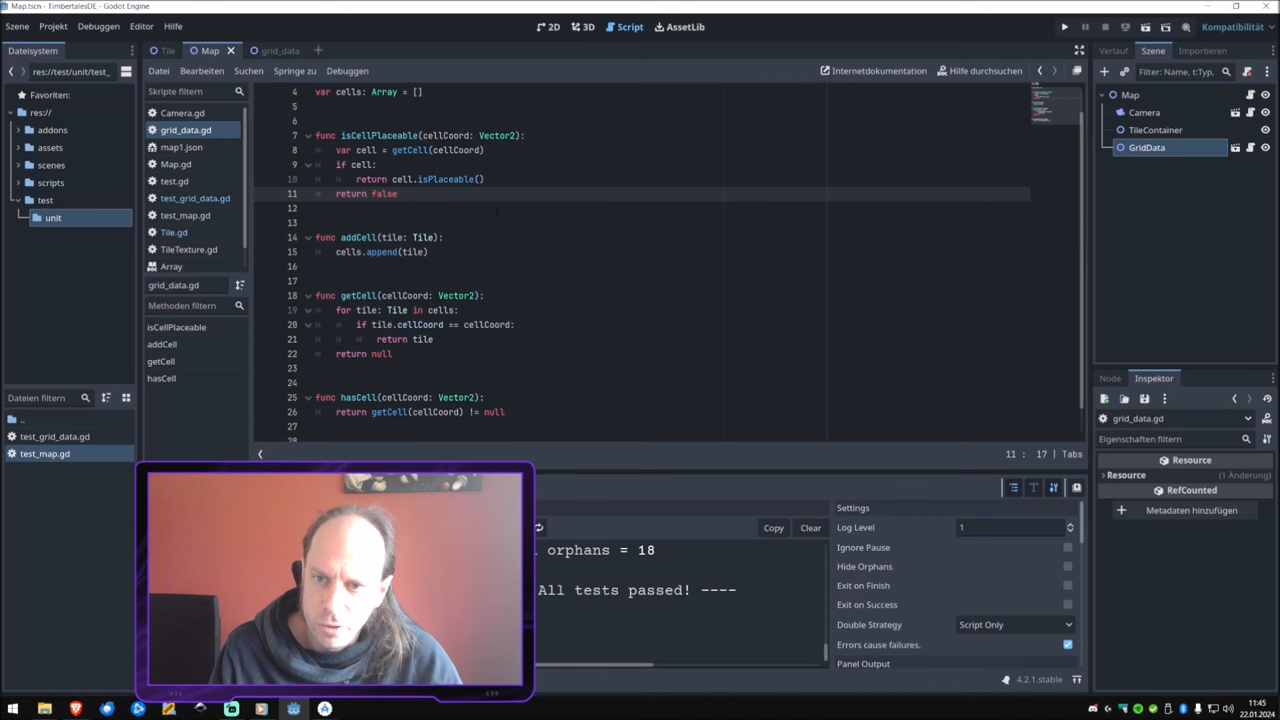 Map.tscn - TimbertalesDE - Godot Engine
Szene Projekt Debuggen Editor Hilfe
2D 3D Script AssetLib
Kompatibilität
Dateisystem
res://test/unit/test_
Favoriten:
res://
addons
assets
scenes
scripts
test
unit
Dateien filtern
..
test_grid_data.gd
test_map.gd
Tile Map grid_data
Datei Bearbeiten Suchen Springe zu Debuggen
Internetdokumentation Hilfe durchsuchen
Skripte filtern
Camera.gd
grid_data.gd
map1.json
Map.gd
test.gd
test_grid_data.gd
test_map.gd
Tile.gd
TileTexture.gd
Array
grid_data.gd
Methoden filtern
isCellPlaceable
addCell
getCell
hasCell
4 var cells: Array = []
5
6
7 func isCellPlaceable(cellCoord: Vector2):
8 var cell = getCell(cellCoord)
9 if cell:
10 return cell.isPlaceable()
11 return false
12
13
14 func addCell(tile: Tile):
15 cells.append(tile)
16
17
18 func getCell(cellCoord: Vector2):
19 for tile: Tile in cells:
20 if tile.cellCoord == cellCoord:
21 return tile
22 return null
23
24
25 func hasCell(cellCoord: Vector2):
26 return getCell(cellCoord) != null
27
28
11 : 17 | Tabs
Copy Clear
orphans = 18
All tests passed! ----
Settings
Log Level 1
Ignore Pause
Hide Orphans
Exit on Finish
Exit on Success
Double Strategy Script Only
Errors cause failures.
Panel Output
4.2.1.stable
Verlauf Szene Importieren
Filter: Name, t:Typ,
Map
Camera
TileContainer
GridData
Node Inspektor
grid_data.gd
Eigenschaften filtern
Resource
Resource (1 Änderung)
RefCounted
Metadaten hinzufügen
11:45
22.01.2024